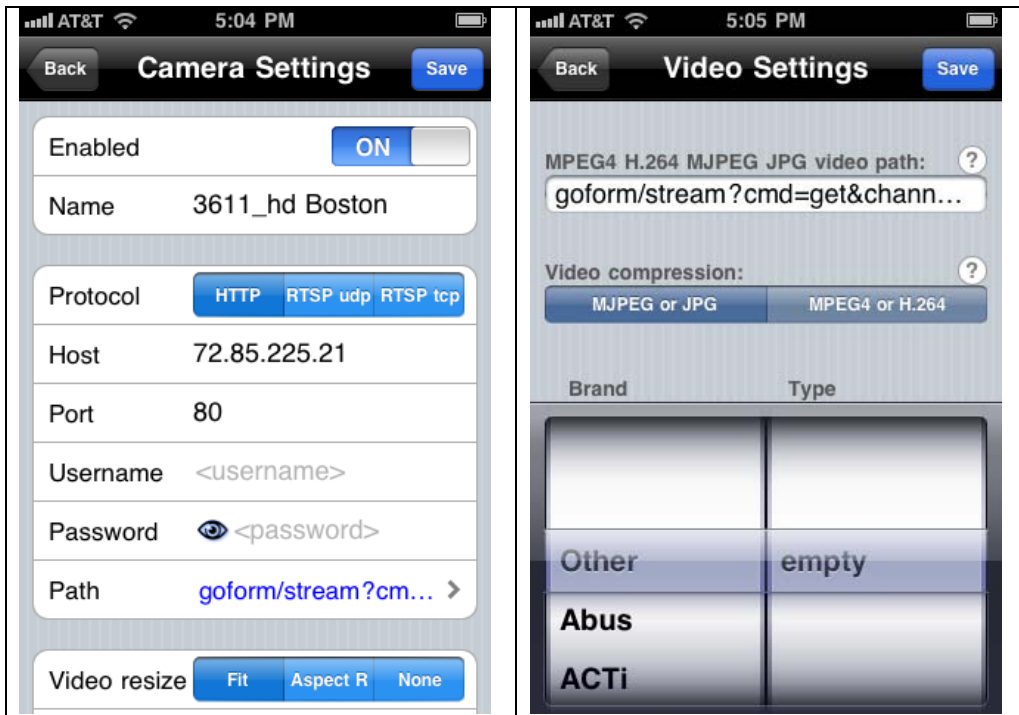 AT&T 5:04 PM
Back Camera Settings Save
Enabled ON
Name 3611_hd Boston
Protocol HTTP RTSP udp RTSP tcp
Host 72.85.225.21
Port 80
Username <username>
Password <password>
Path goform/stream?cm... >
Video resize Fit Aspect R None
AT&T 5:05 PM
Back Video Settings Save
MPEG4 H.264 MJPEG JPG video path: ?
goform/stream?cmd=get&chann...
Video compression: ?
MJPEG or JPG MPEG4 or H.264
Brand Type
Other empty
Abus
ACTi